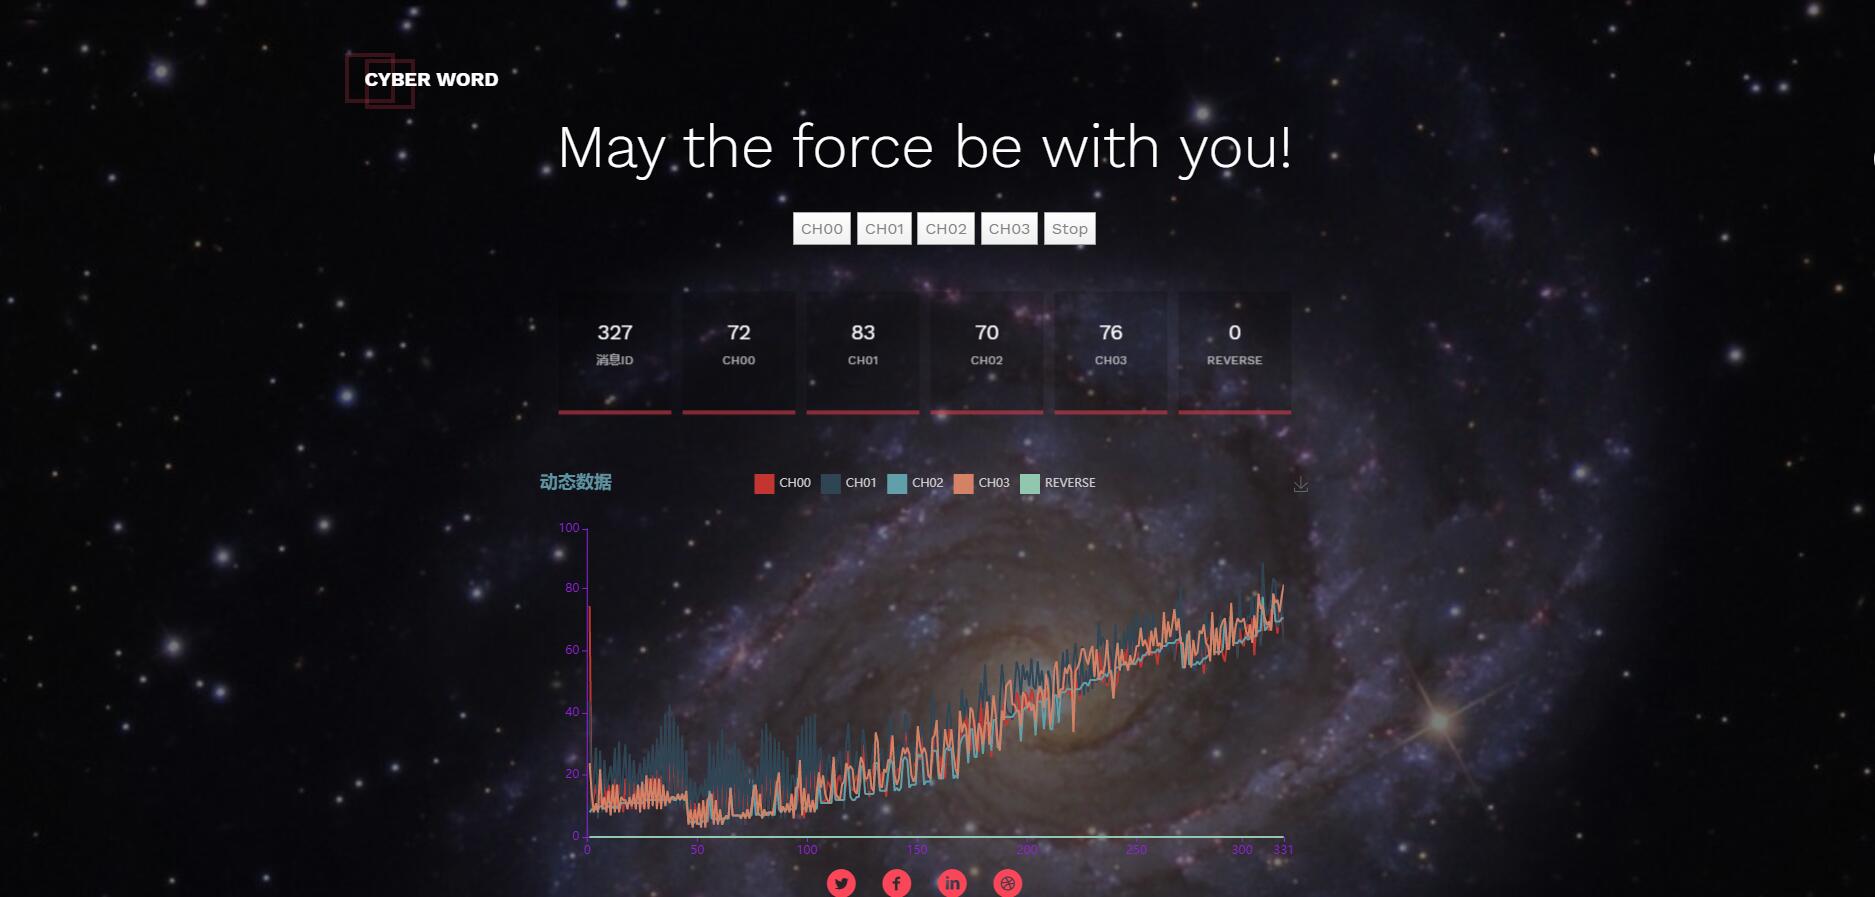 CYBER WORD
May the force be with you!
CH00 CH01 CH02 CH03 Stop
327 72 83 70 76 0
消息ID CH00 CH01 CH02 CH03 REVERSE
动态数据 CH00 CH01 CH02 CH03 REVERSE
100
80
60
40
20
0
0 50 100 150 200 250 300 331